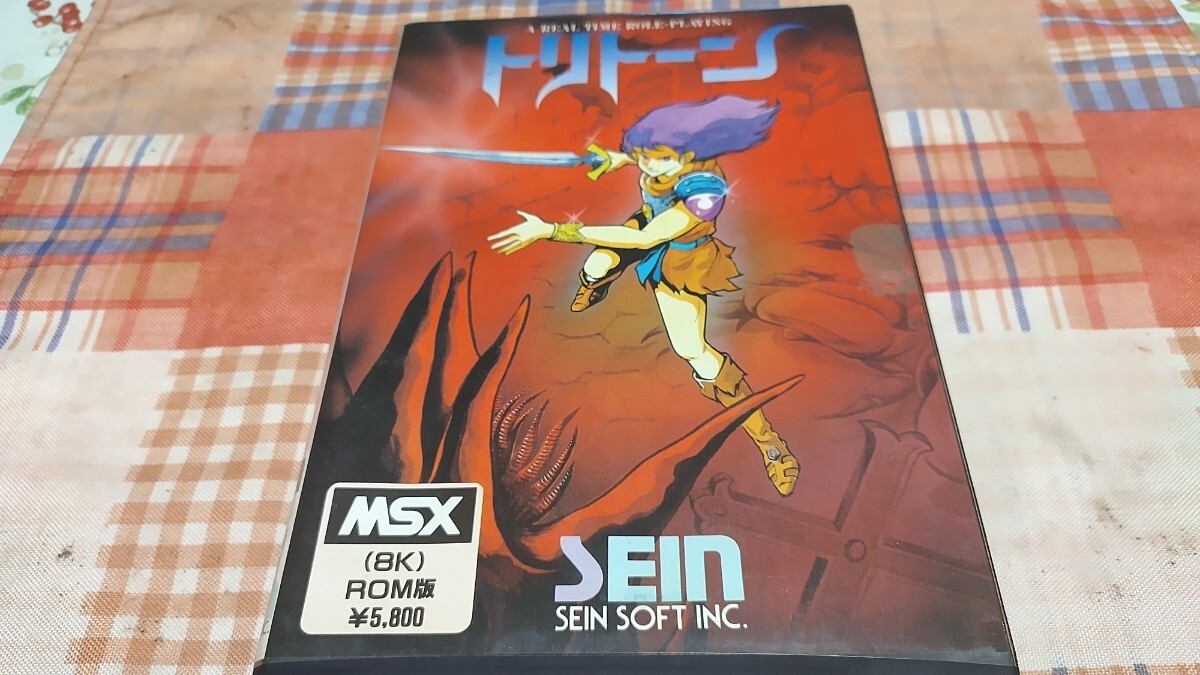 A REAL TIME ROLE-PLAYING
トリトーン
MSX
(8K)
ROM版
¥5,800
SEIN
SEIN SOFT INC.